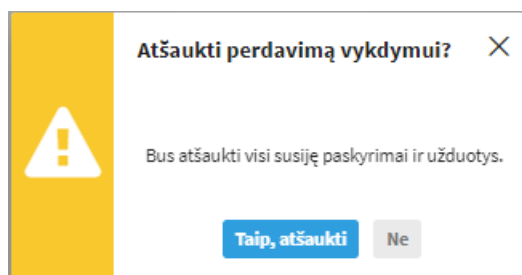 Atšaukti perdavimą vykdymui?
Bus atšaukti visi susiję paskyrimai ir užduotys.
Taip, atšaukti
Ne